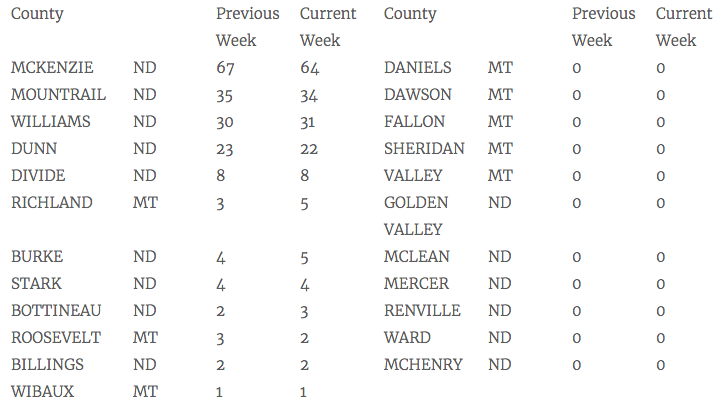 County Previous Current County Previous Current
Week Week Week Week
MCKENZIE ND 67 64 DANIELS MT 0 0
MOUNTRAIL ND 35 34 DAWSON MT 0 0
WILLIAMS ND 30 31 FALLON MT 0 0
DUNN ND 23 22 SHERIDAN MT 0 0
DIVIDE ND 8 8 VALLEY MT 0 0
RICHLAND MT 3 5 GOLDEN ND 0 0
VALLEY
BURKE ND 4 5 MCLEAN ND 0 0
STARK ND 4 4 MERCER ND 0 0
BOTTINEAU ND 2 3 RENVILLE ND 0 0
ROOSEVELT MT 3 2 WARD ND 0 0
BILLINGS ND 2 2 MCHENRY ND 0 0
WIBAUX MT 1 1